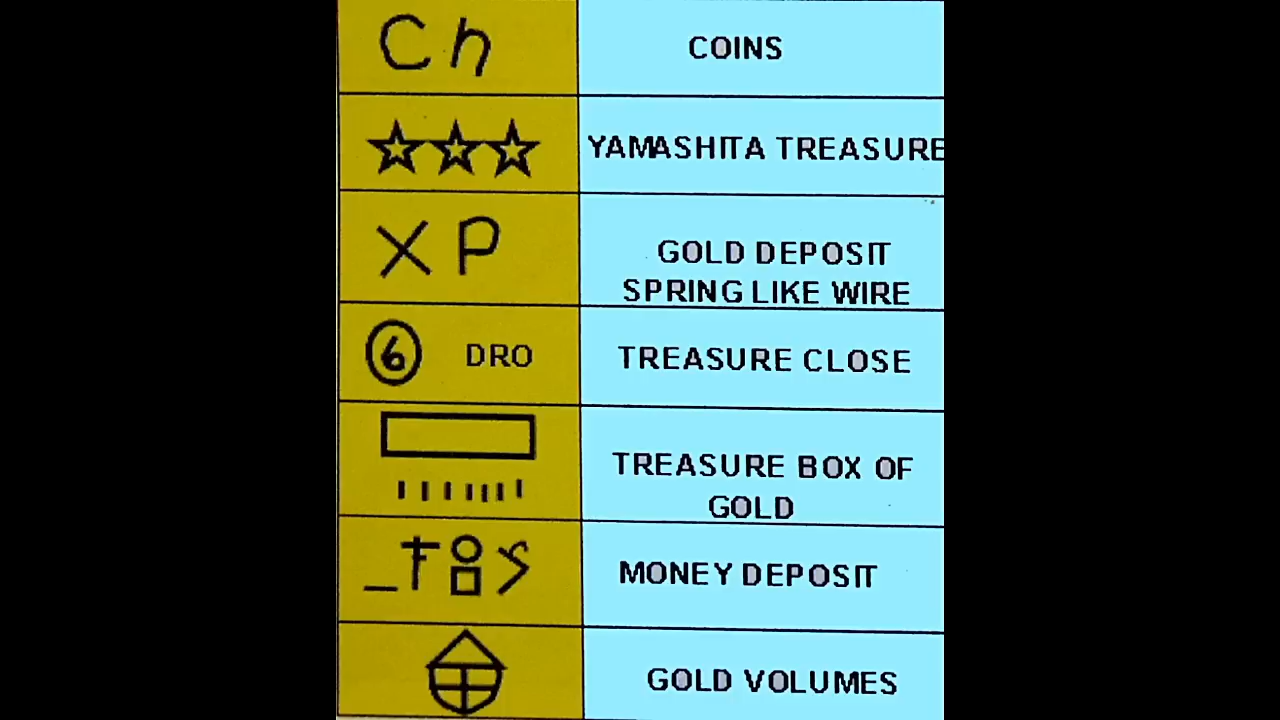 Ch
COINS
YAMASHITA TREASURE
XP
GOLD DEPOSIT
SPRING LIKE WIRE
6 DRO
TREASURE CLOSE
TREASURE BOX OF
GOLD
MONEY DEPOSIT
GOLD VOLUMES